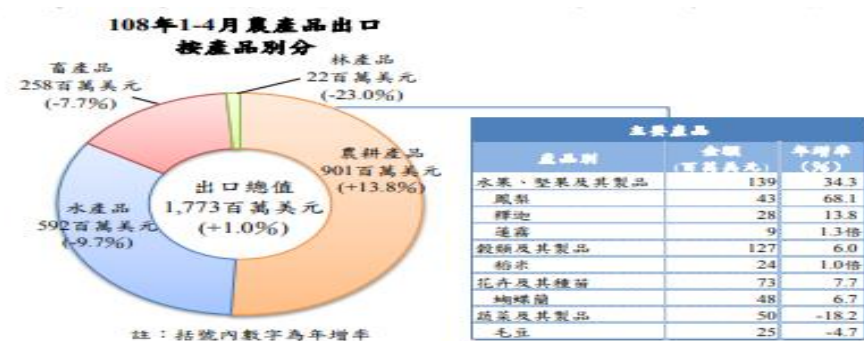 108年1-4月農產品出口
按產品別分
林產品
22百萬美元
(-23.0%)
畜產品
258百萬美元
(-7.7%)
農耕產品
901百萬美元
(+13.8%)
出口總值
1,773百萬美元
(+1.0%)
水產品
592百萬美元
(-9.7%)
註：括號內數字為年增率
主要產品
產品別 金額 (百萬美元) 年增率 (%)
水果、堅果及其製品 139 34.3
鳳梨 43 68.1
釋迦 28 13.8
蓮霧 9 1.3倍
穀類及其製品 127 6.0
稻米 24 1.0倍
花卉及其種苗 73 7.7
蝴蝶蘭 48 6.7
蔬菜及其製品 50 -18.2
毛豆 25 -4.7